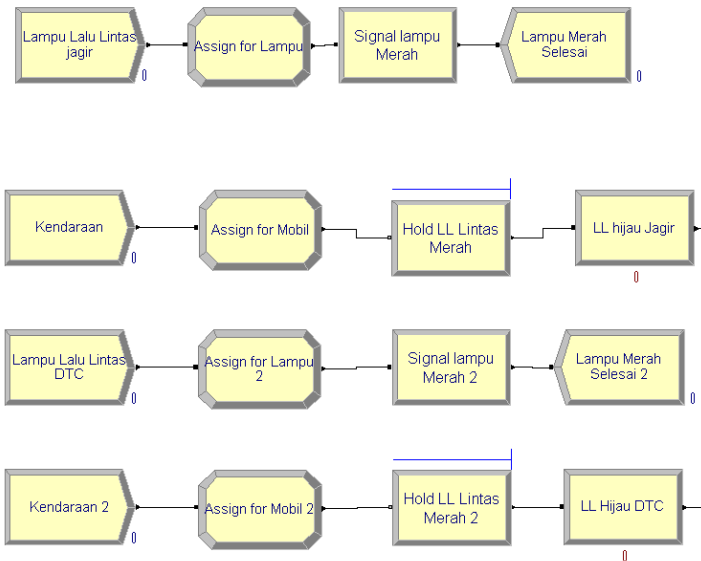 Lampu Lalu Lintas
jagir
Assign for Lampu
Signal lampu
Merah
Lampu Merah
Selesai
0
0
Kendaraan
Assign for Mobil
Hold LL Lintas
Merah
LL hijau Jagir
0
0
Lampu Lalu Lintas
DTC
Assign for Lampu
2
Signal lampu
Merah 2
Lampu Merah
Selesai 2
0
0
Kendaraan 2
Assign for Mobil 2
Hold LL Lintas
Merah 2
LL Hijau DTC
0
0